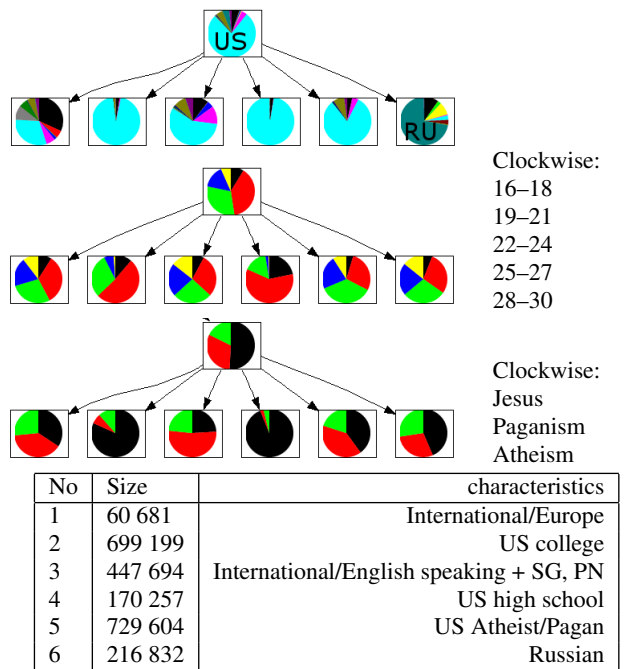 US
RU
Clockwise:
16–18
19–21
22–24
25–27
28–30
Clockwise:
Jesus
Paganism
Atheism
No Size characteristics
1 60 681 International/Europe
2 699 199 US college
3 447 694 International/English speaking + SG, PN
4 170 257 US high school
5 729 604 US Atheist/Pagan
6 216 832 Russian